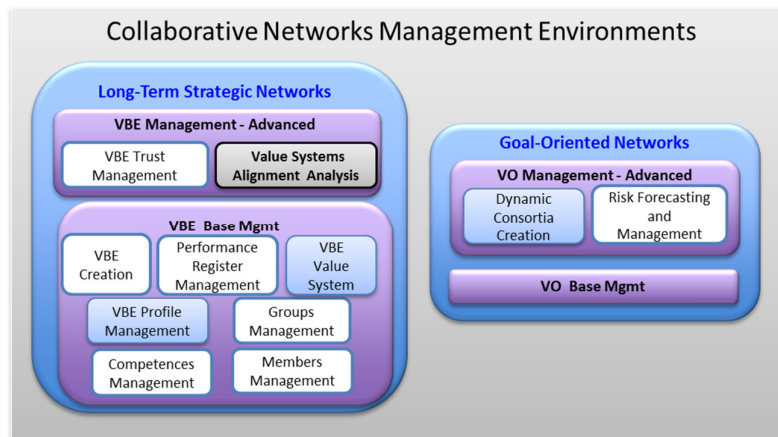 Collaborative Networks Management Environments
Long-Term Strategic Networks
VBE Management - Advanced
VBE Trust
Management
Value Systems
Alignment Analysis
VBE Base Mgmt
VBE
Creation
Performance
Register
Management
VBE
Value
System
VBE Profile
Management
Groups
Management
Competences
Management
Members
Management
Goal-Oriented Networks
VO Management - Advanced
Dynamic
Consortia
Creation
Risk Forecasting
and
Management
VO Base Mgmt